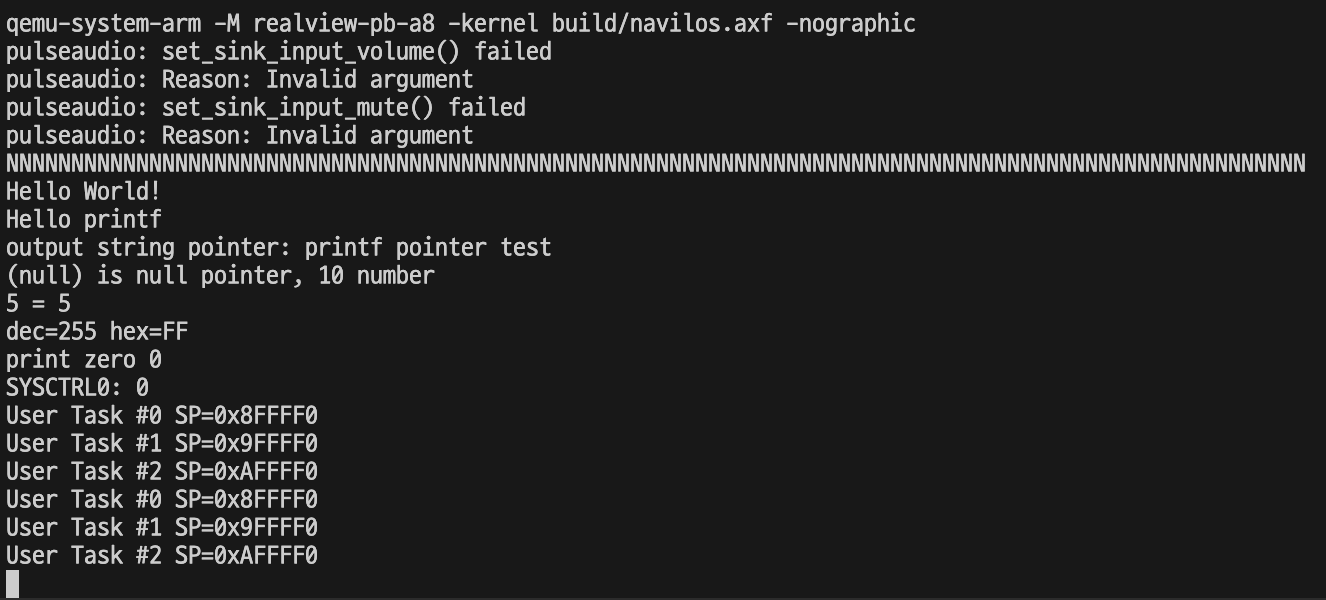 qemu-system-arm -M realview-pb-a8 -kernel build/navilos.axf -nographic
pulseaudio: set_sink_input_volume() failed
pulseaudio: Reason: Invalid argument
pulseaudio: set_sink_input_mute() failed
pulseaudio: Reason: Invalid argument
NNNNNNNNNNNNNNNNNNNNNNNNNNNNNNNNNNNNNNNNNNNNNNNNNNNNNNNNNNNNNNNNNNNNNNNNNNNNNNNNNNNNNNNNNNNNNNNNNNNN
Hello World!
Hello printf
output string pointer: printf pointer test
(null) is null pointer, 10 number
5 = 5
dec=255 hex=FF
print zero 0
SYSCTRL0: 0
User Task #0 SP=0x8FFFF0
User Task #1 SP=0x9FFFF0
User Task #2 SP=0xAFFFF0
User Task #0 SP=0x8FFFF0
User Task #1 SP=0x9FFFF0
User Task #2 SP=0xAFFFF0